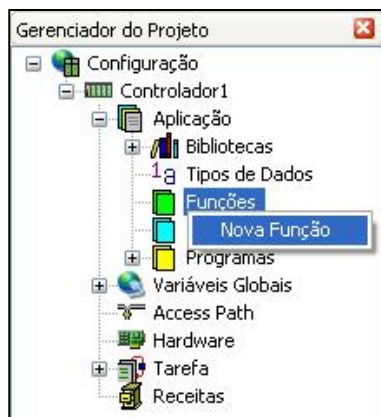 Gerenciador do Projeto
Configuração
Controlador1
Aplicação
Bibliotecas
1a Tipos de Dados
Funções
Nova Função
Programas
Variáveis Globais
Access Path
Hardware
Tarefa
Receitas